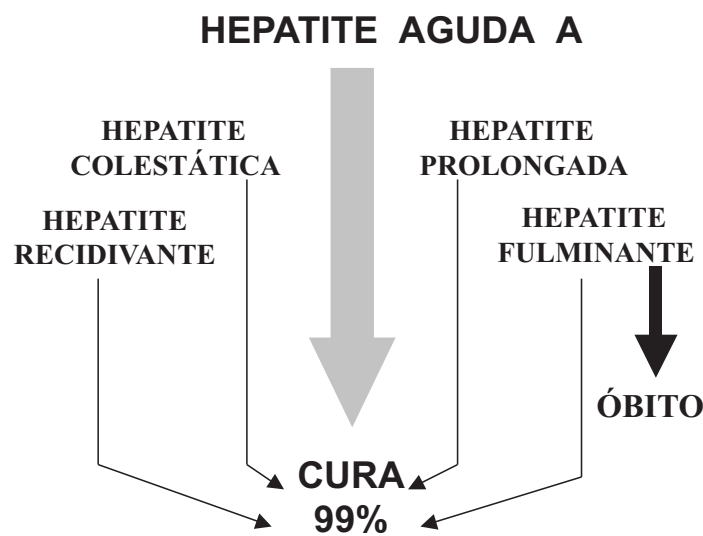 HEPATITE AGUDA A
HEPATITE
COLESTÁTICA
HEPATITE
PROLONGADA
HEPATITE
RECIDIVANTE
HEPATITE
FULMINANTE
ÓBITO
CURA
99%